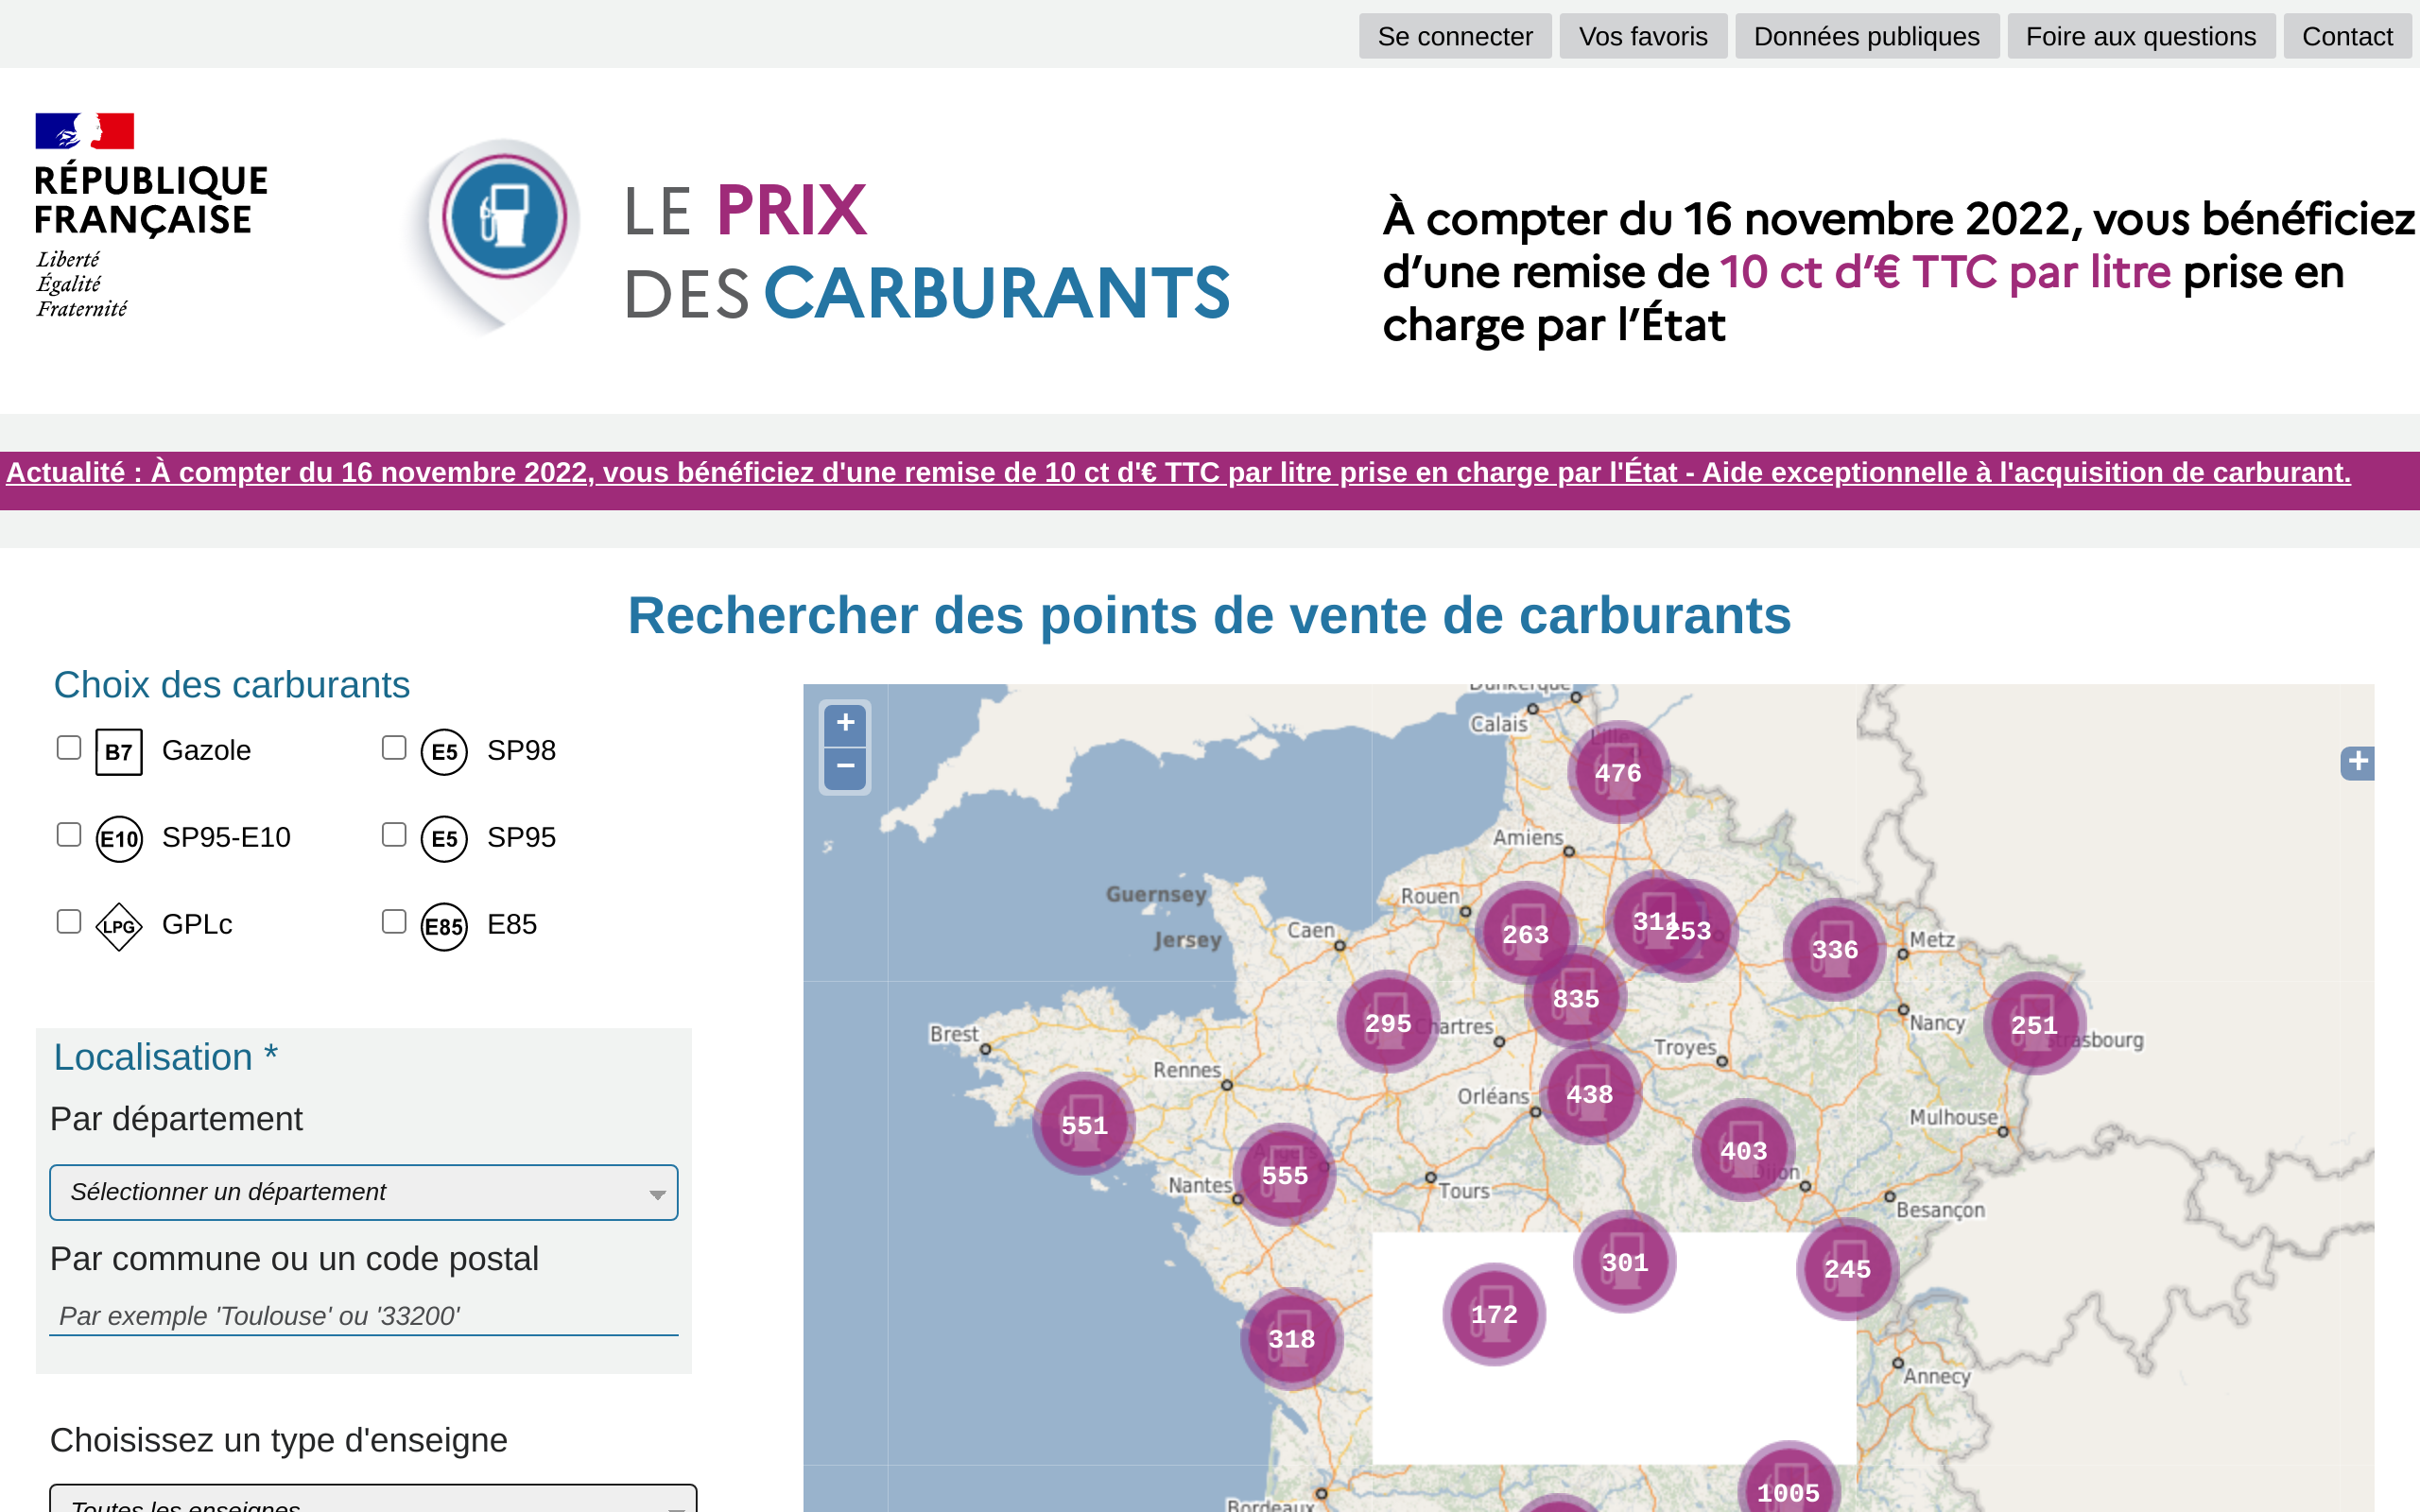 Se connecter
Vos favoris
Données publiques
Foire aux questions
Contact
RÉPUBLIQUE
FRANÇAISE
Liberté
Égalité
Fraternité
LE PRIX
DES CARBURANTS
À compter du 16 novembre 2022, vous bénéficiez
d’une remise de 10 ct d’€ TTC par litre prise en
charge par l’État
Actualité : À compter du 16 novembre 2022, vous bénéficiez d'une remise de 10 ct d'€ TTC par litre prise en charge par l'État - Aide exceptionnelle à l'acquisition de carburant.
Rechercher des points de vente de carburants
Choix des carburants
B7 Gazole
E5 SP98
E10 SP95-E10
E5 SP95
LPG GPLc
E85 E85
Localisation *
Par département
Sélectionner un département
Par commune ou un code postal
Par exemple 'Toulouse' ou '33200'
Choisissez un type d'enseigne
Toutes les enseignes
+
−
+
Dunkerque
Calais
Lille
476
Amiens
Guernsey
Rouen
Jersey
Caen
263
311
253
336
Metz
835
295
Chartres
Nancy
251
Strasbourg
Brest
Troyes
Rennes
Orléans
438
Mulhouse
551
403
Dijon
Angers
555
Nantes
Tours
Besançon
301
245
172
318
Annecy
1005
Bordeaux